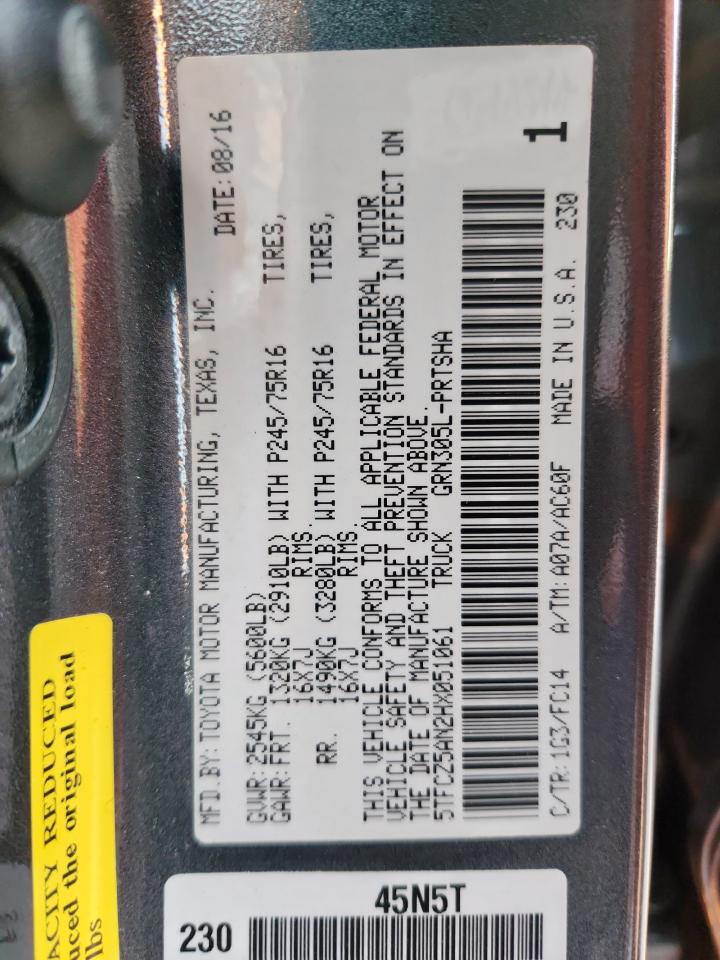 MFD.BY:TOYOTA MOTOR MANUFACTURING, TEXAS, INC.
DATE:08/16
GVWR:2545KG (5600LB)
GAWR:FRT. 1320KG (2910LB) WITH P245/75R16 TIRES,
16X7J RIMS.
RR. 1490KG (3280LB) WITH P245/75R16 TIRES,
16X7J RIMS.
THIS VEHICLE CONFORMS TO ALL APPLICABLE FEDERAL MOTOR
VEHICLE SAFETY AND THEFT PREVENTION STANDARDS IN EFFECT ON
THE DATE OF MANUFACTURE SHOWN ABOVE.
5TFCZ5AN2HX051061 TRUCK GRN305L-PRTSHA
1
C/TR:1G3/FC14 A/TM:A07A/AC60F MADE IN U.S.A. 230
ACITY REDUCED
uced the original load
lbs
45N5T
230